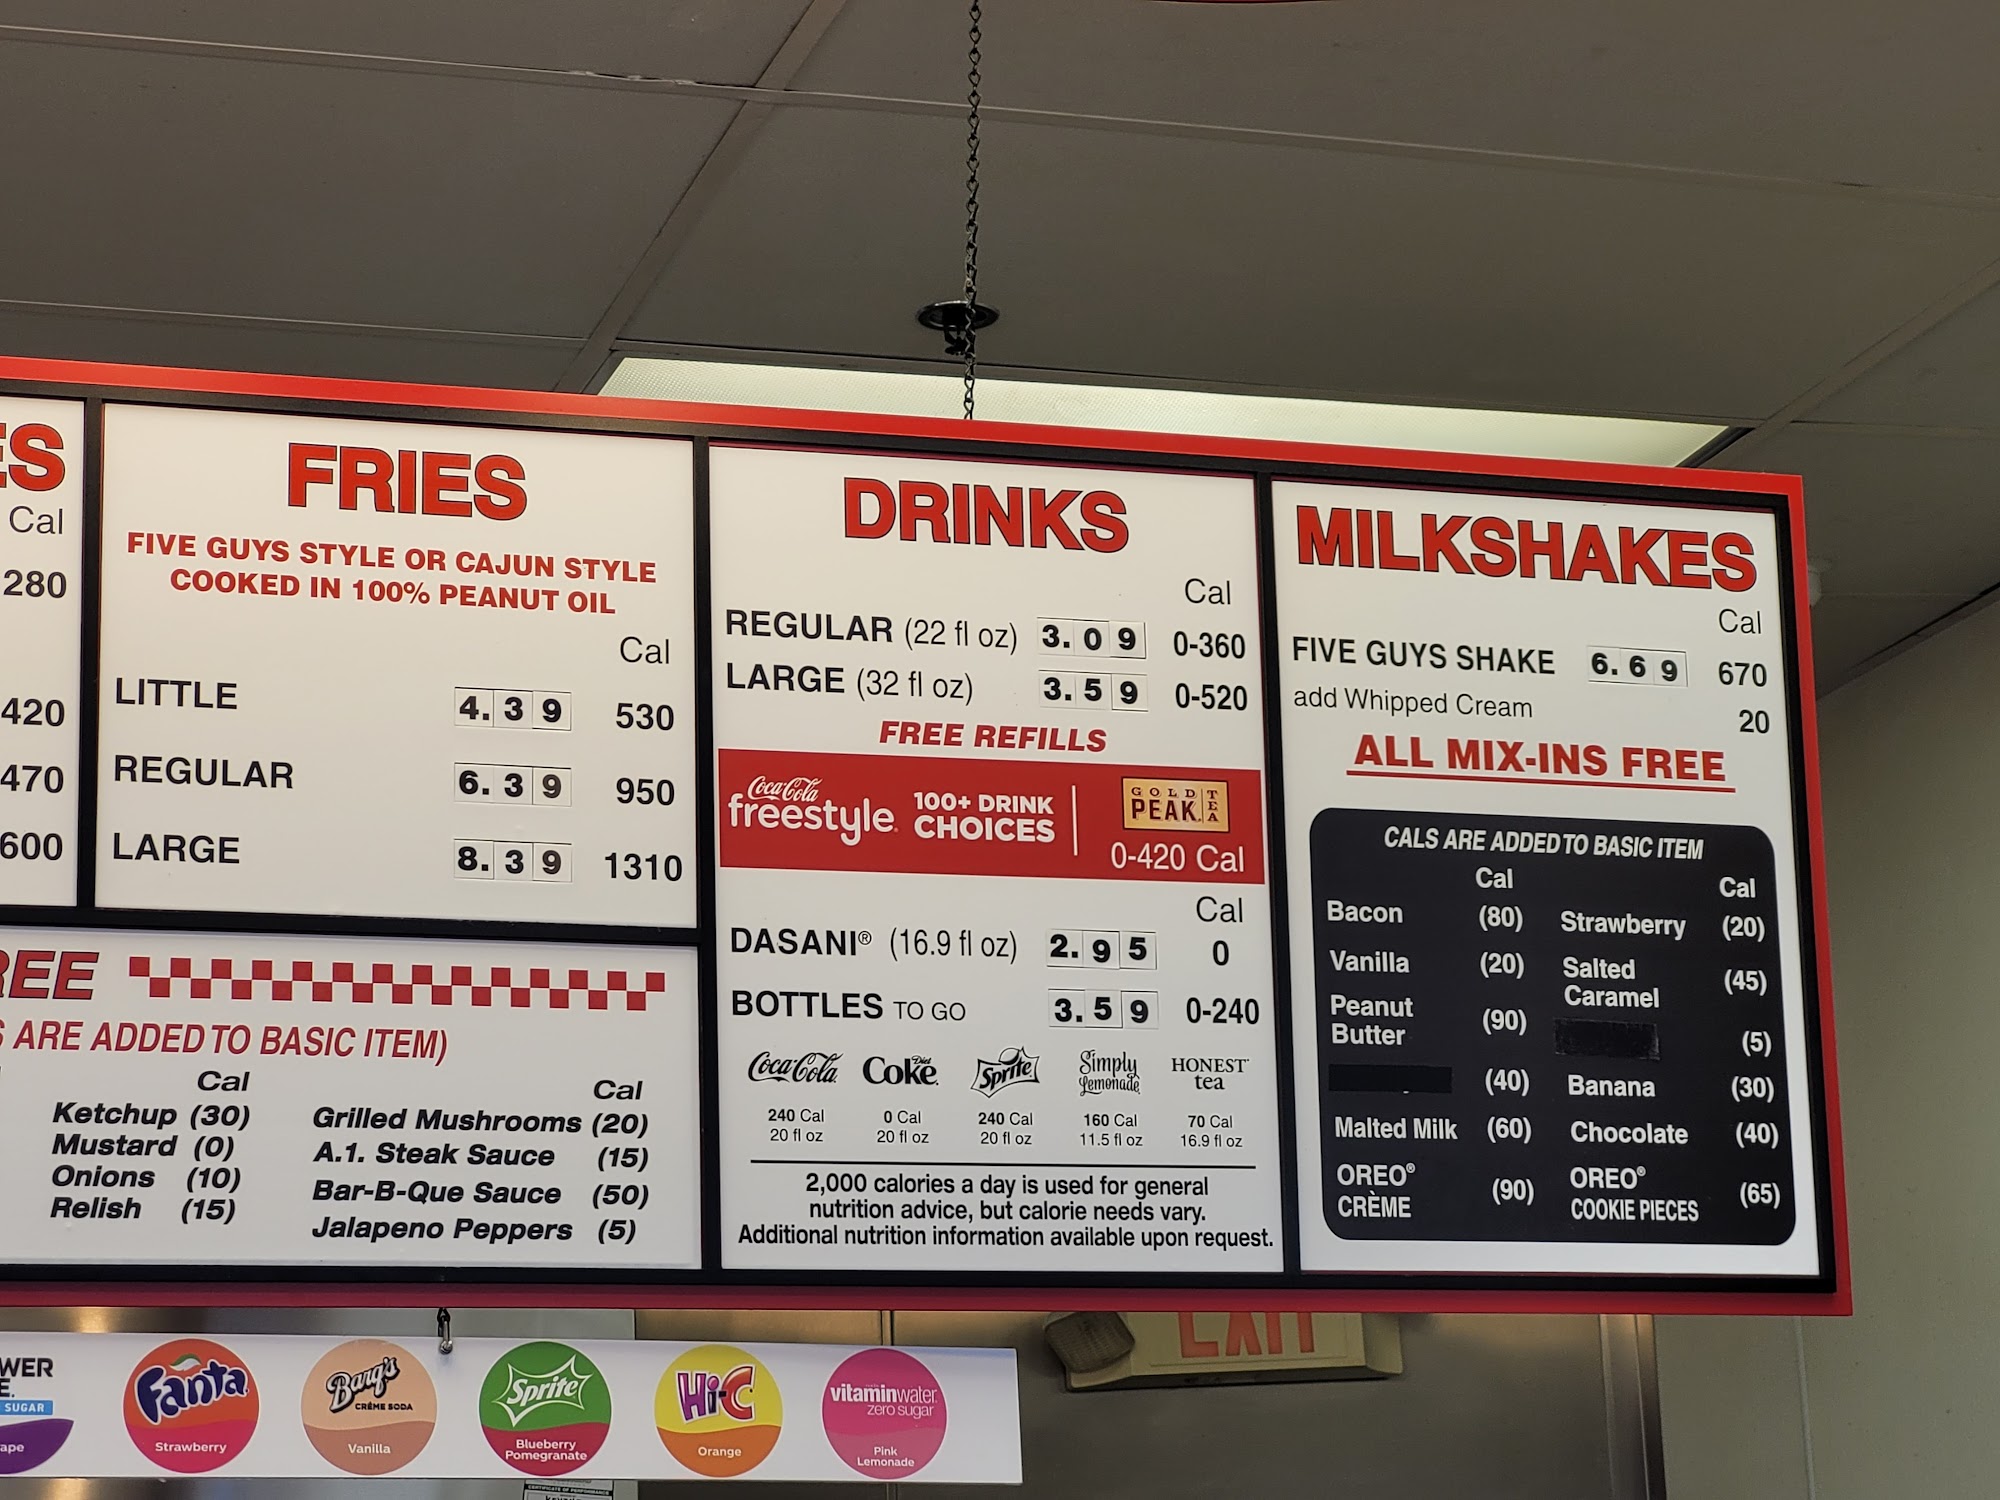 ES
Cal
280
420
470
600
FRIES
FIVE GUYS STYLE OR CAJUN STYLE
COOKED IN 100% PEANUT OIL
Cal
LITTLE 4.39 530
REGULAR 6.39 950
LARGE 8.39 1310
REE
S ARE ADDED TO BASIC ITEM)
Cal
Ketchup (30)
Mustard (0)
Onions (10)
Relish (15)
Cal
Grilled Mushrooms (20)
A.1. Steak Sauce (15)
Bar-B-Que Sauce (50)
Jalapeno Peppers (5)
DRINKS
Cal
REGULAR (22 fl oz) 3.09 0-360
LARGE (32 fl oz) 3.59 0-520
FREE REFILLS
Coca-Cola
freestyle
100+ DRINK
CHOICES
GOLD
PEAK
TEA
0-420 Cal
Cal
DASANI® (16.9 fl oz) 2.95 0
BOTTLES TO GO 3.59 0-240
Coca-Cola
240 Cal
20 fl oz
Diet
Coke
0 Cal
20 fl oz
Sprite
240 Cal
20 fl oz
Simply
Lemonade
160 Cal
11.5 fl oz
HONEST
tea
70 Cal
16.9 fl oz
2,000 calories a day is used for general
nutrition advice, but calorie needs vary.
Additional nutrition information available upon request.
MILKSHAKES
Cal
FIVE GUYS SHAKE 6.69 670
add Whipped Cream 20
ALL MIX-INS FREE
CALS ARE ADDED TO BASIC ITEM
Cal
Bacon (80)
Vanilla (20)
Peanut
Butter (90)
(40)
Malted Milk (60)
OREO®
CRÈME (90)
Cal
Strawberry (20)
Salted
Caramel (45)
(5)
Banana (30)
Chocolate (40)
OREO®
COOKIE PIECES (65)
EXIT
WER
E.
SUGAR
ape
Fanta
Strawberry
Barq's
CRÈME SODA
Vanilla
Sprite
Blueberry
Pomegranate
Hi-C
Orange
vitaminwater
zero sugar
Pink
Lemonade
CERTIFICATE OF PERFORMANCE